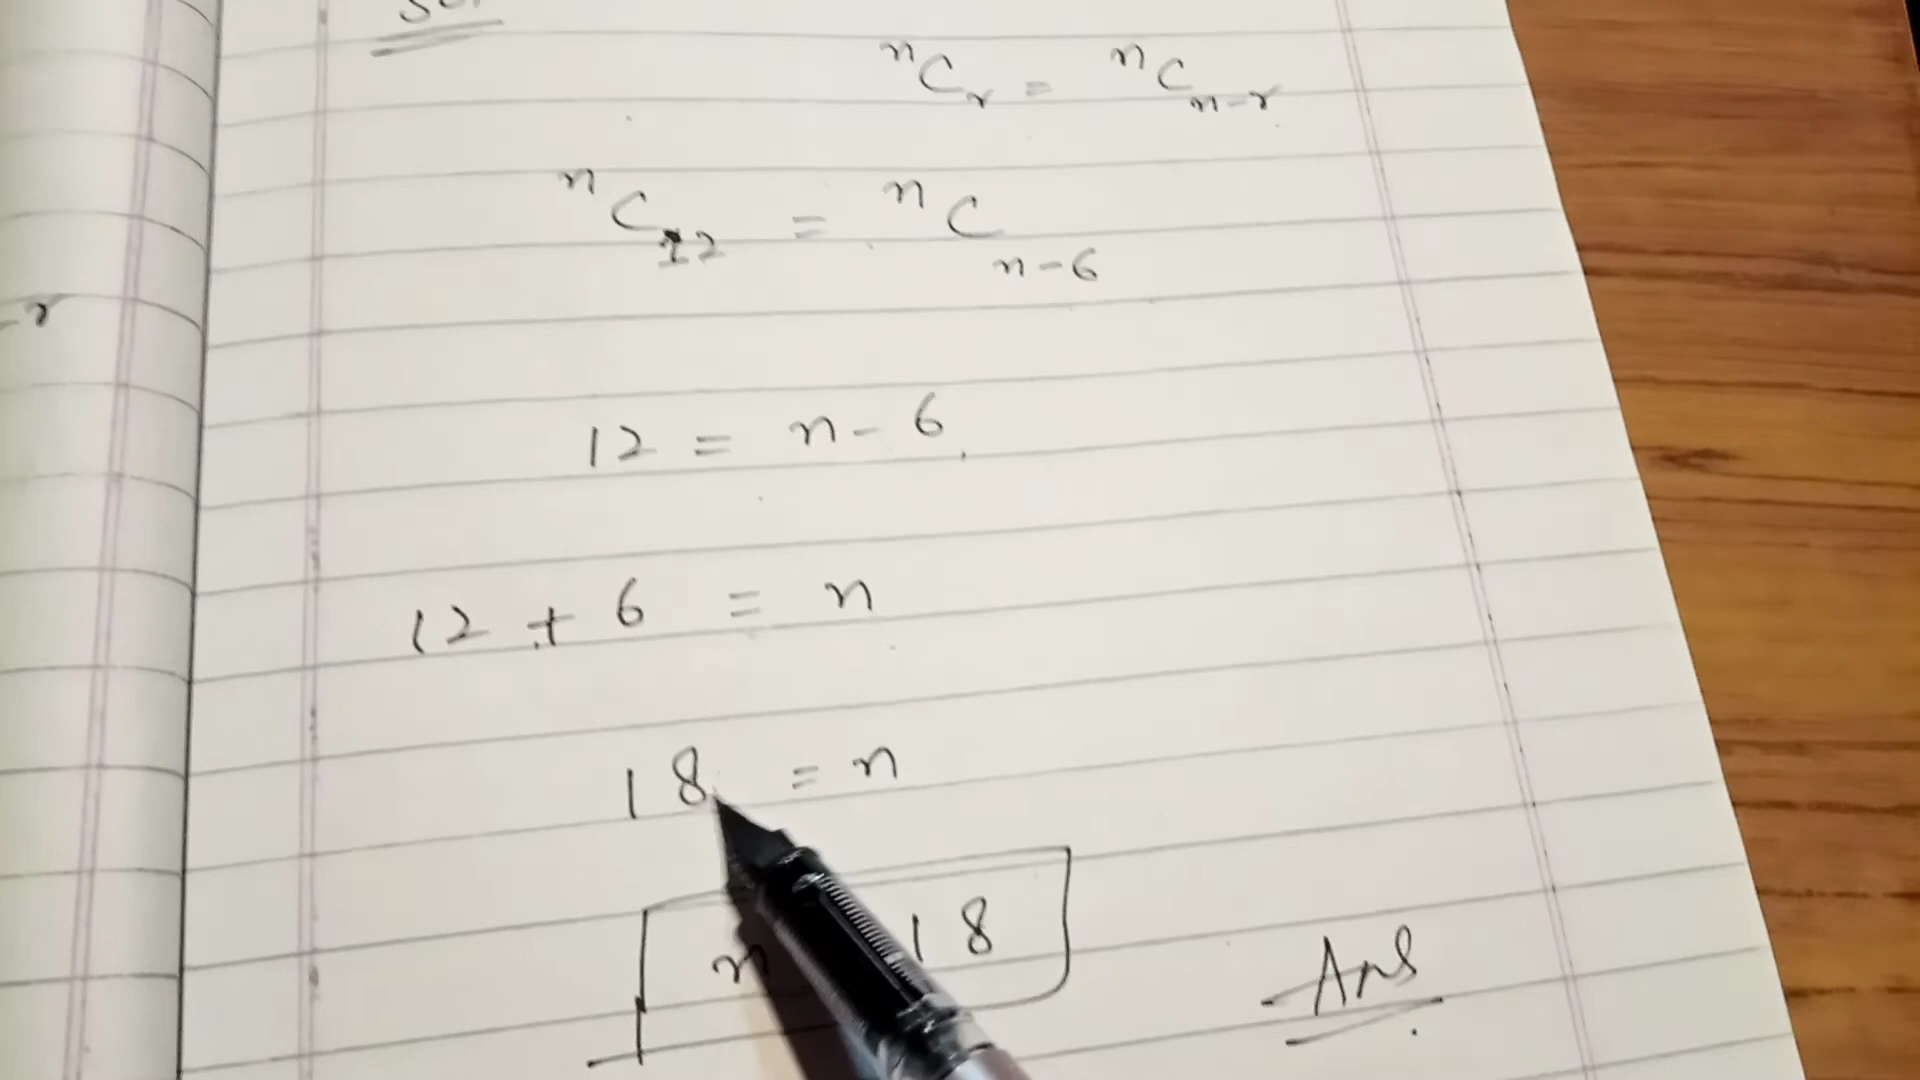 ⁿCᵣ = ⁿCₙ₋ᵣ
ⁿC₁₂ = ⁿCₙ₋₆
-r
12 = n - 6
12 + 6 = n
18 = n
n 18
Ans